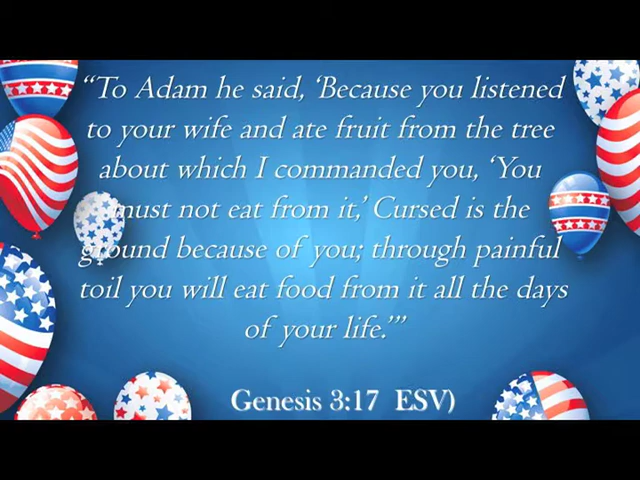 “To Adam he said, ‘Because you listened
to your wife and ate fruit from the tree
about which I commanded you, ‘You
must not eat from it,’ Cursed is the
ground because of you; through painful
toil you will eat food from it all the days
of your life.’”
Genesis 3:17 ESV)